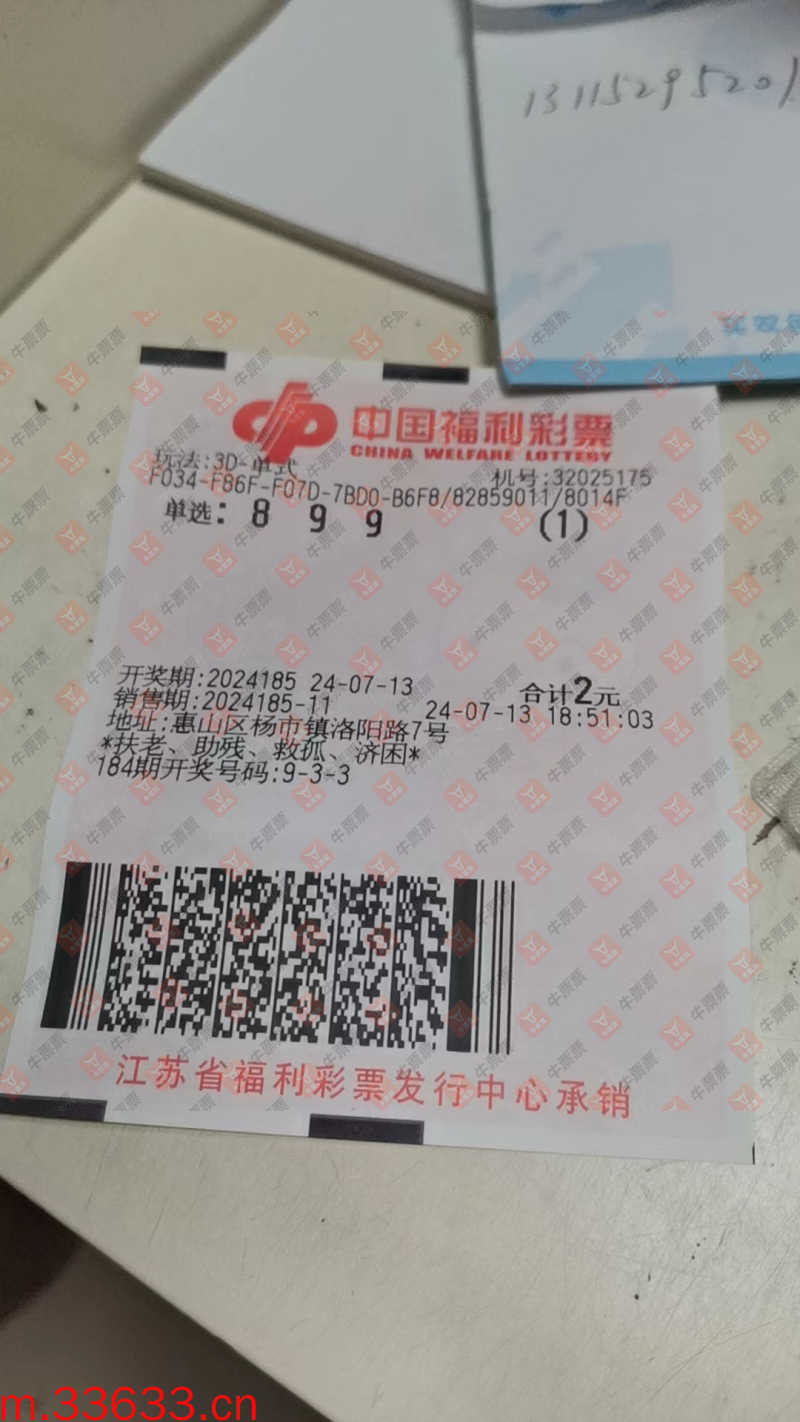 1311529520
中国福利彩票
CHINA WELFARE LOTTERY
玩法:3D-单式
机号:32025175
F034-F86F-F07D-7BD0-B6F8/82859011/8014F
单选: 8 9 9 (1)
开奖期:2024185 24-07-13 合计2元
销售期:2024185-11 24-07-13 18:51:03
地址:惠山区杨市镇洛阳路7号
*扶老、助残、救孤、济困*
184期开奖号码:9-3-3
江苏省福利彩票发行中心承销
牛票票
m.33633.cn